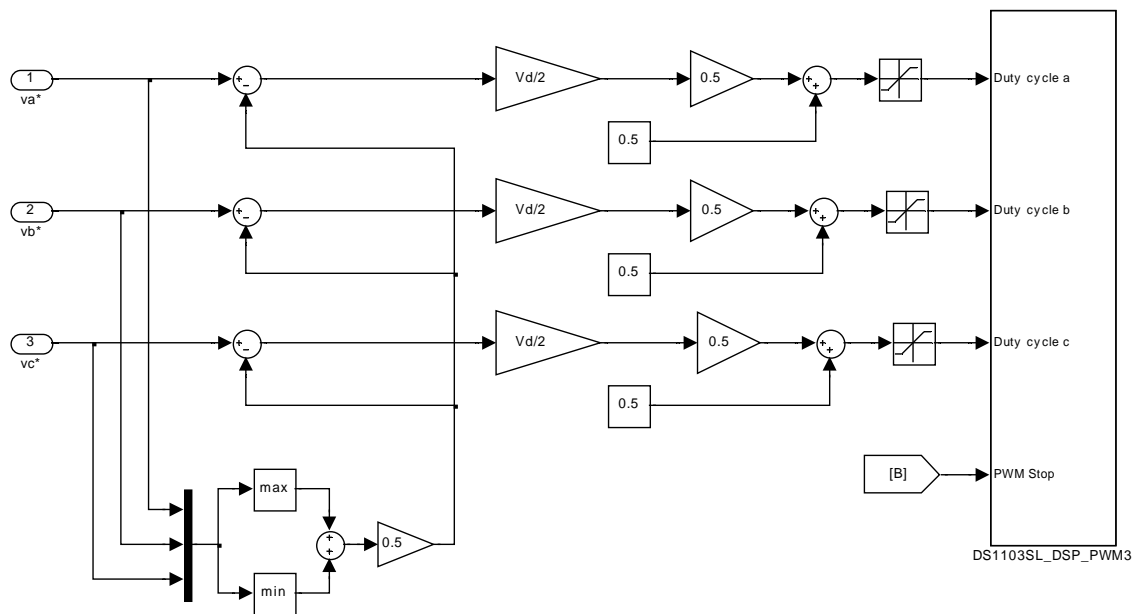 1
va*
Vd/2
0.5
0.5
Duty cycle a
2
vb*
Vd/2
0.5
0.5
Duty cycle b
3
vc*
Vd/2
0.5
0.5
Duty cycle c
[B]
PWM Stop
max
0.5
min
DS1103SL_DSP_PWM3